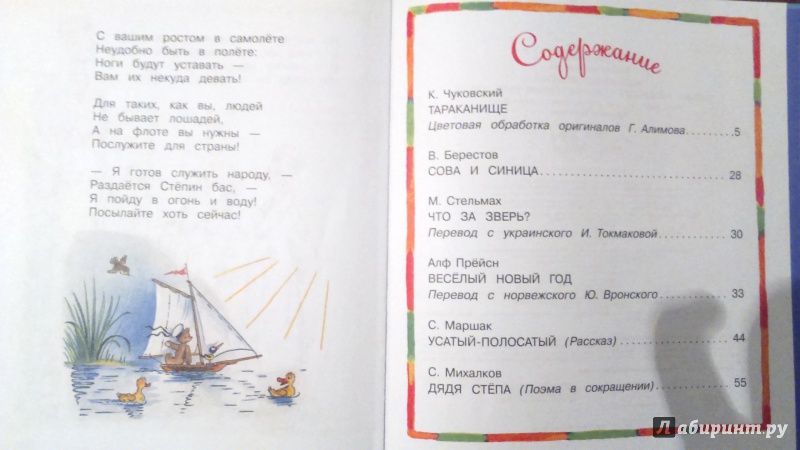 С вашим ростом в самолёте
Неудобно быть в полёте:
Ноги будут уставать —
Вам их некуда девать!
Для таких, как вы, людей
Не бывает лошадей,
А на флоте вы нужны —
Послужите для страны!
— Я готов служить народу, —
Раздаётся Стёпин бас, —
Я пойду в огонь и воду!
Посылайте хоть сейчас!
Содержание
К. Чуковский
ТАРАКАНИЩЕ
Цветовая обработка оригиналов Г. Алимова........5
В. Берестов
СОВА И СИНИЦА...........................28
М. Стельмах
ЧТО ЗА ЗВЕРЬ?
Перевод с украинского И. Токмаковой.........30
Алф Прёйсн
ВЕСЁЛЫЙ НОВЫЙ ГОД
Перевод с норвежского Ю. Вронского.........33
С. Маршак
УСАТЫЙ-ПОЛОСАТЫЙ (Рассказ)...............44
С. Михалков
ДЯДЯ СТЁПА (Поэма в сокращении)...........55
Лабиринт.ру